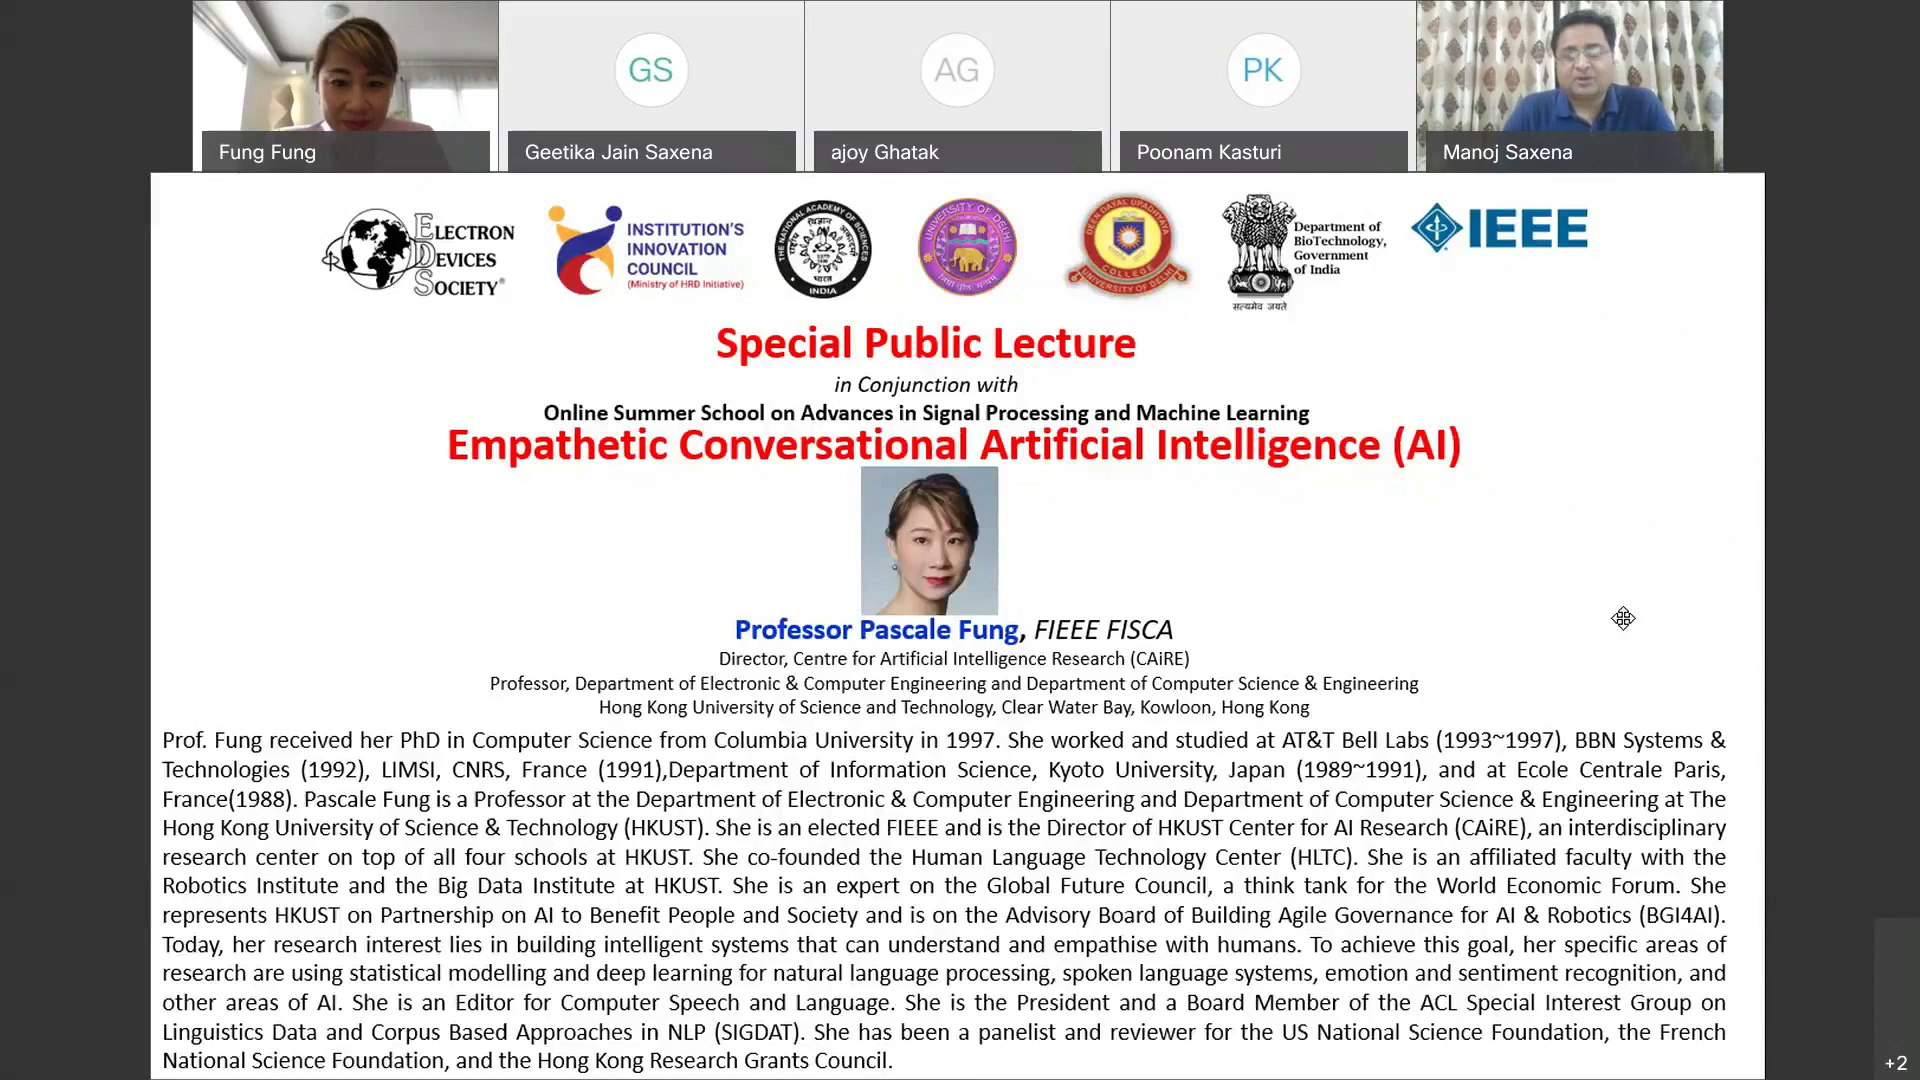 GS
AG
PK
Fung Fung
Geetika Jain Saxena
ajoy Ghatak
Poonam Kasturi
Manoj Saxena
ELECTRON
DEVICES
SOCIETY®
INSTITUTION'S
INNOVATION
COUNCIL
(Ministry of HRD Initiative)
THE NATIONAL ACADEMY OF SCIENCES
INDIA
UNIVERSITY OF DELHI
DEEN DAYAL UPADHYAYA
COLLEGE
UNIVERSITY OF DELHI
सत्यमेव जयते
Department of
BioTechnology,
Government
of India
IEEE
Special Public Lecture
in Conjunction with
Online Summer School on Advances in Signal Processing and Machine Learning
Empathetic Conversational Artificial Intelligence (AI)
Professor Pascale Fung, FIEEE FISCA
Director, Centre for Artificial Intelligence Research (CAiRE)
Professor, Department of Electronic & Computer Engineering and Department of Computer Science & Engineering
Hong Kong University of Science and Technology, Clear Water Bay, Kowloon, Hong Kong
Prof. Fung received her PhD in Computer Science from Columbia University in 1997. She worked and studied at AT&T Bell Labs (1993~1997), BBN Systems &
Technologies (1992), LIMSI, CNRS, France (1991),Department of Information Science, Kyoto University, Japan (1989~1991), and at Ecole Centrale Paris,
France(1988). Pascale Fung is a Professor at the Department of Electronic & Computer Engineering and Department of Computer Science & Engineering at The
Hong Kong University of Science & Technology (HKUST). She is an elected FIEEE and is the Director of HKUST Center for AI Research (CAiRE), an interdisciplinary
research center on top of all four schools at HKUST. She co-founded the Human Language Technology Center (HLTC). She is an affiliated faculty with the
Robotics Institute and the Big Data Institute at HKUST. She is an expert on the Global Future Council, a think tank for the World Economic Forum. She
represents HKUST on Partnership on AI to Benefit People and Society and is on the Advisory Board of Building Agile Governance for AI & Robotics (BGI4AI).
Today, her research interest lies in building intelligent systems that can understand and empathise with humans. To achieve this goal, her specific areas of
research are using statistical modelling and deep learning for natural language processing, spoken language systems, emotion and sentiment recognition, and
other areas of AI. She is an Editor for Computer Speech and Language. She is the President and a Board Member of the ACL Special Interest Group on
Linguistics Data and Corpus Based Approaches in NLP (SIGDAT). She has been a panelist and reviewer for the US National Science Foundation, the French
National Science Foundation, and the Hong Kong Research Grants Council.
+2